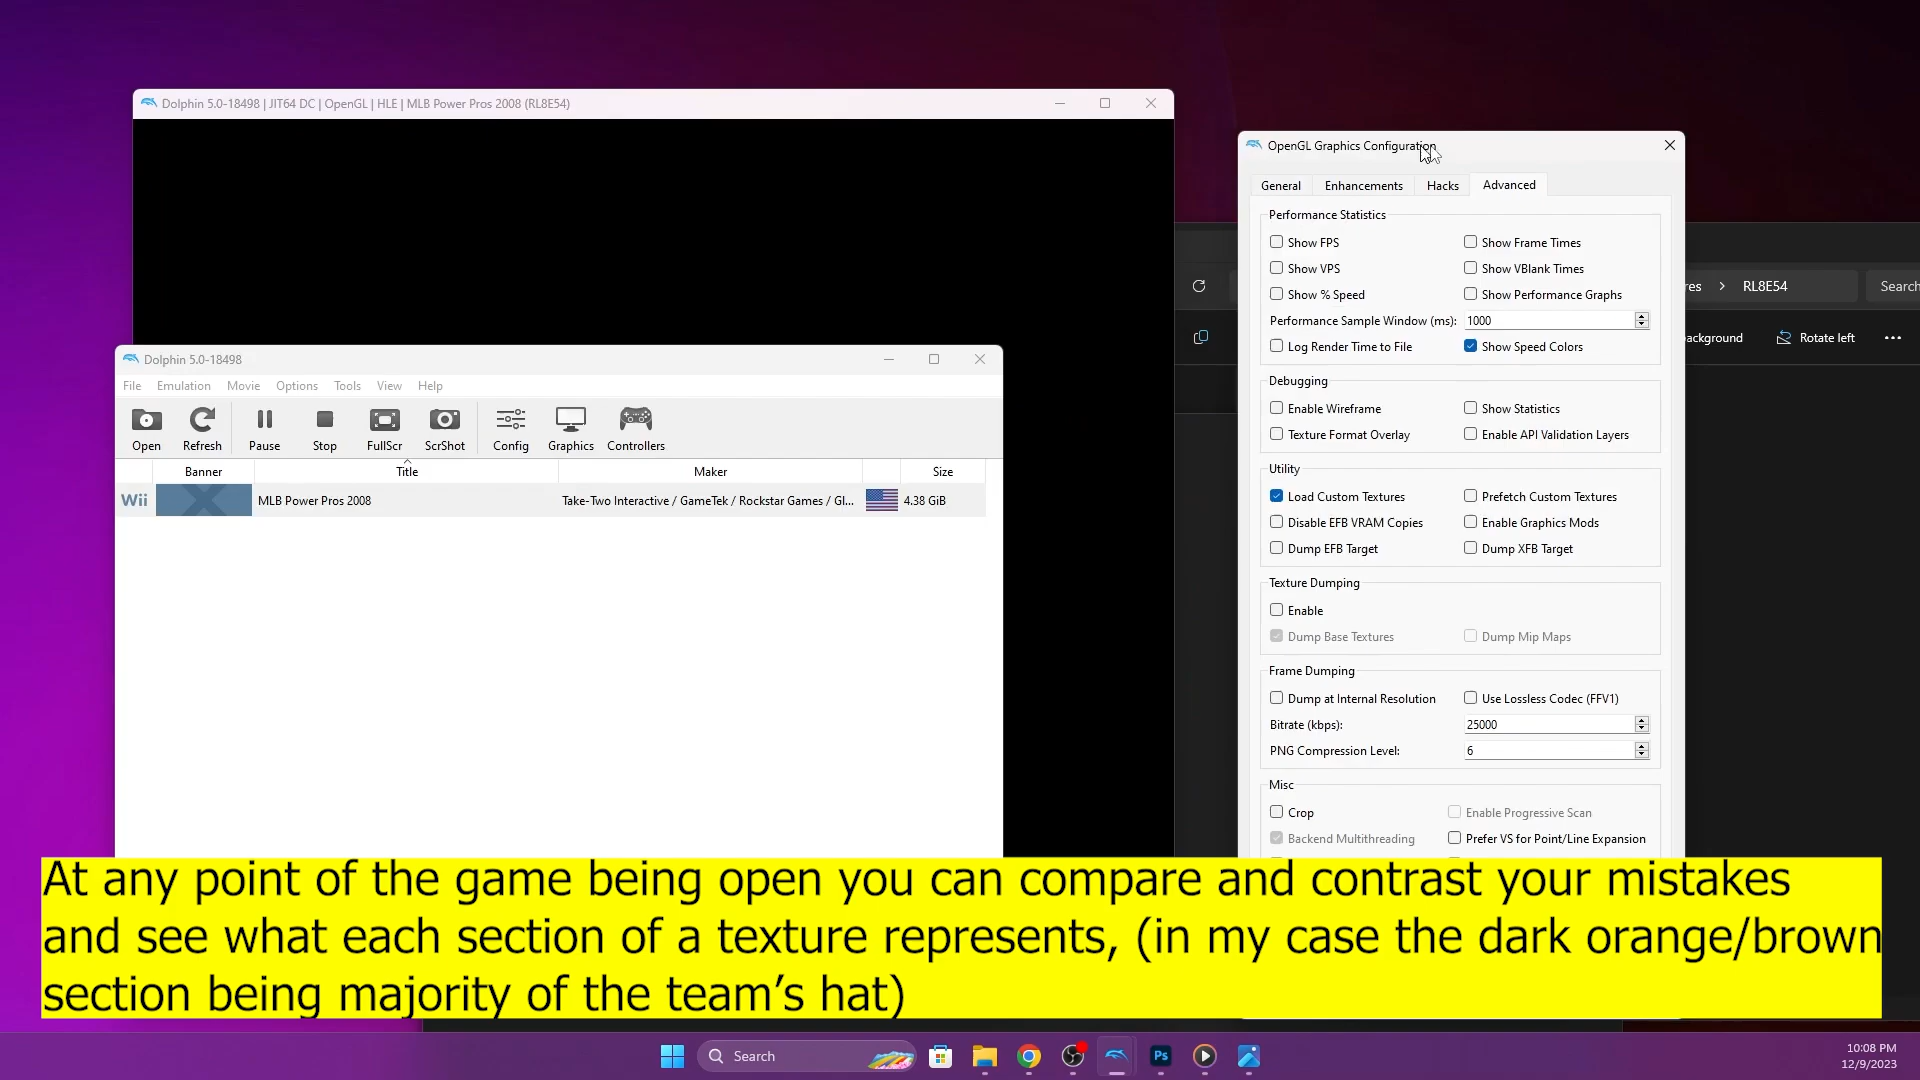 Dolphin 5.0-18498 | JIT64 DC | OpenGL | HLE | MLB Power Pros 2008 (RL8E54)
OpenGL Graphics Configuration
General Enhancements Hacks Advanced
Performance Statistics
Show FPS Show Frame Times
Show VPS Show VBlank Times
Show % Speed Show Performance Graphs
Performance Sample Window (ms): 1000
Log Render Time to File Show Speed Colors
Debugging
Enable Wireframe Show Statistics
Texture Format Overlay Enable API Validation Layers
Utility
Load Custom Textures Prefetch Custom Textures
Disable EFB VRAM Copies Enable Graphics Mods
Dump EFB Target Dump XFB Target
Texture Dumping
Enable
Dump Base Textures Dump Mip Maps
Frame Dumping
Dump at Internal Resolution Use Lossless Codec (FFV1)
Bitrate (kbps): 25000
PNG Compression Level: 6
Misc
Crop Enable Progressive Scan
Backend Multithreading Prefer VS for Point/Line Expansion
res > RL8E54 Search
ackground Rotate left
Dolphin 5.0-18498
File Emulation Movie Options Tools View Help
Open Refresh Pause Stop FullScr ScrShot Config Graphics Controllers
Banner Title Maker Size
Wii MLB Power Pros 2008 Take-Two Interactive / GameTek / Rockstar Games / Gl... 4.38 GiB
At any point of the game being open you can compare and contrast your mistakes
and see what each section of a texture represents, (in my case the dark orange/brown
section being majority of the team’s hat)
Search
Ps
10:08 PM
12/9/2023